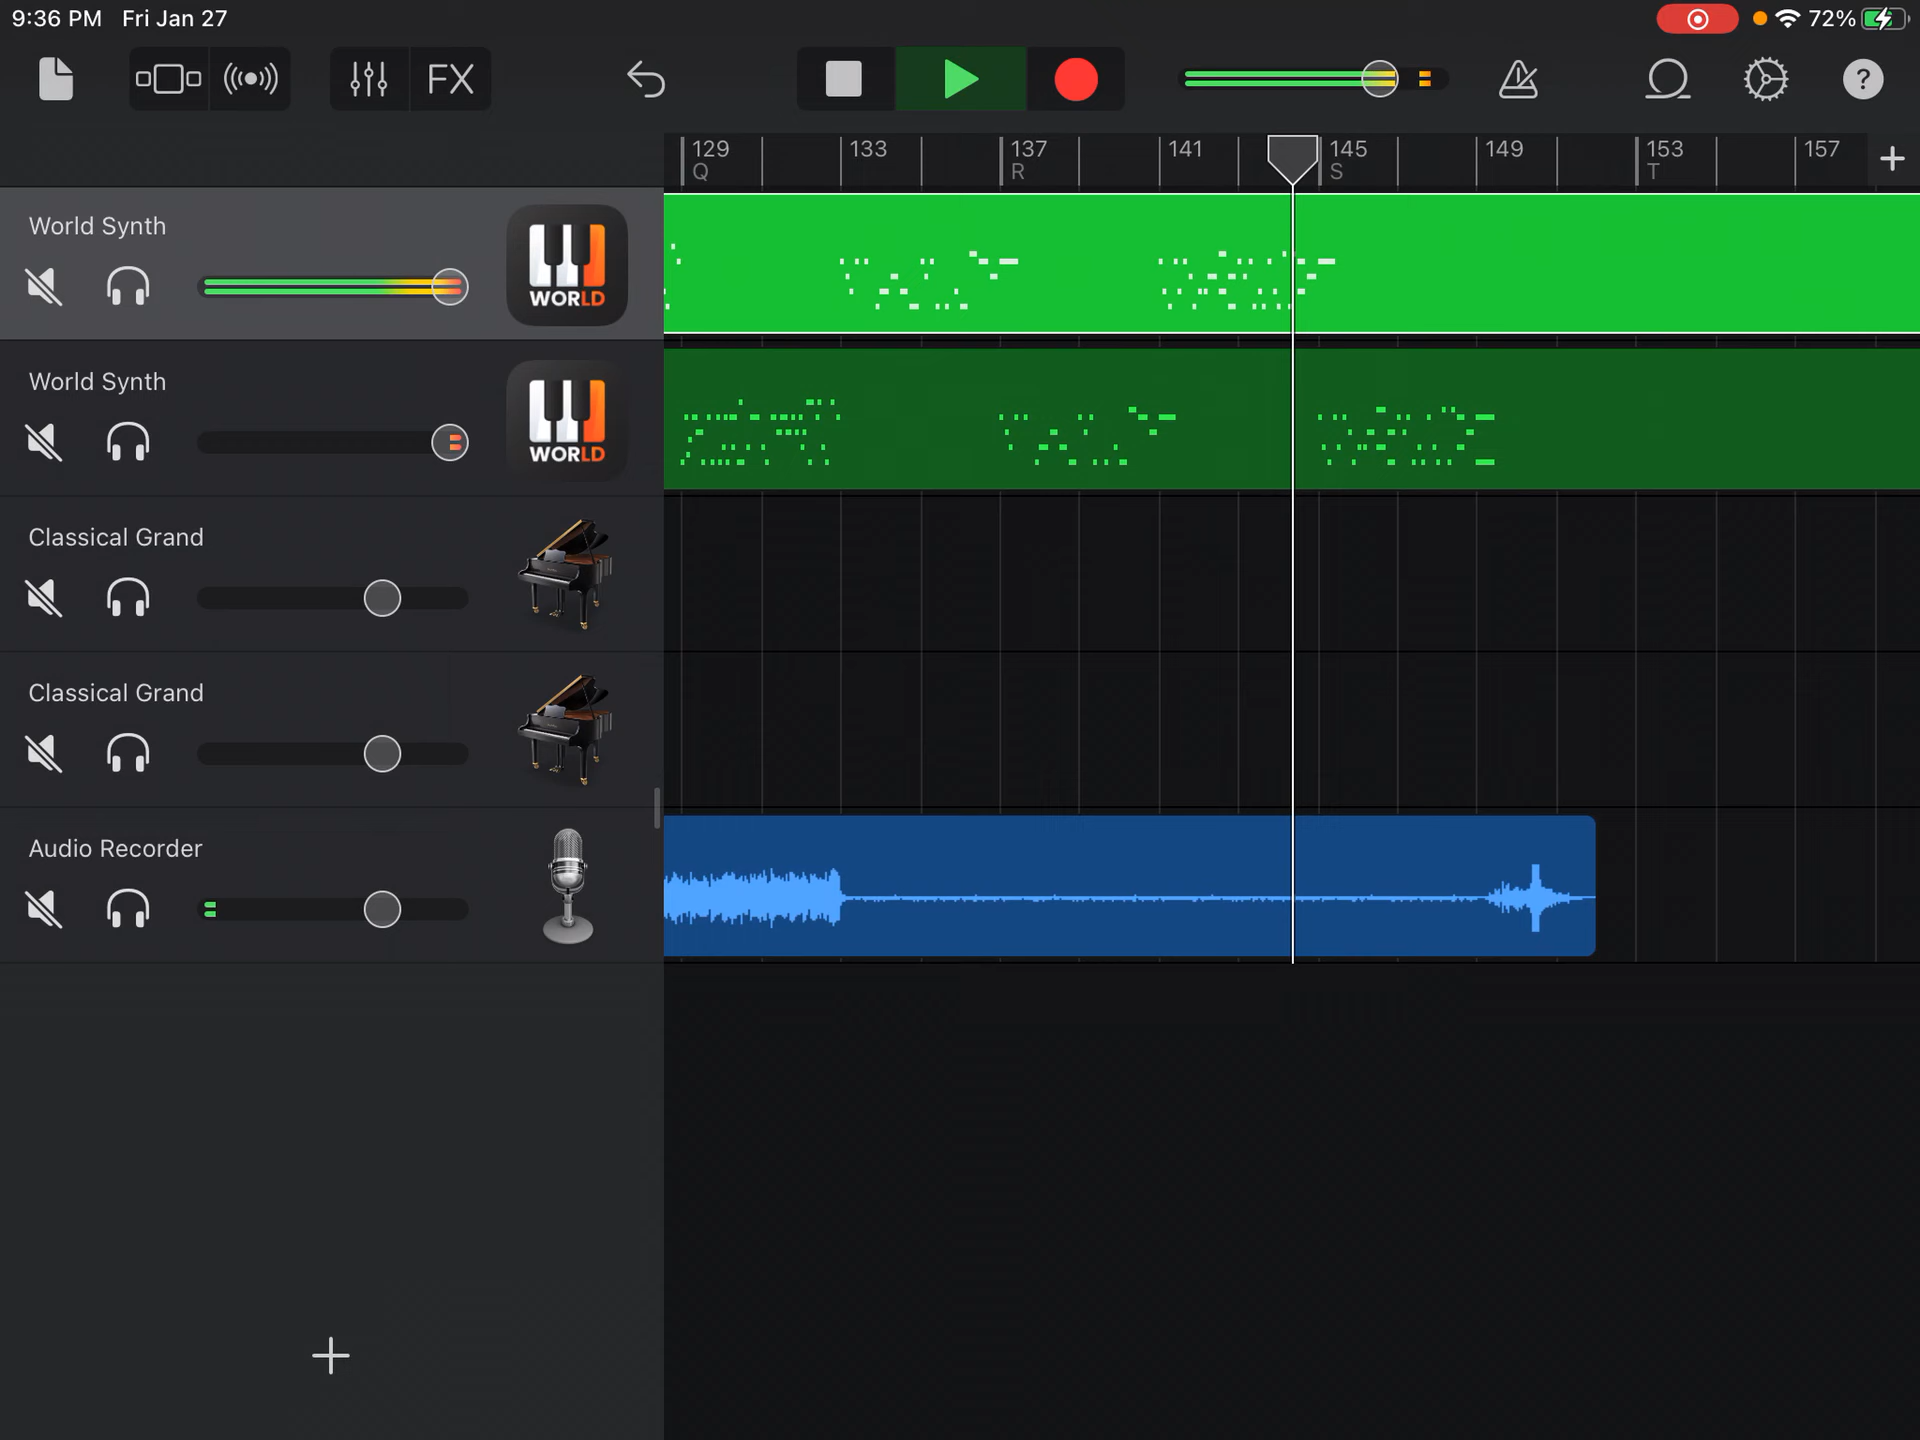 9:36 PM Fri Jan 27 72%
FX ?
129 133 137 141 145 149 153 157
Q R S T
World Synth
WORLD
World Synth
WORLD
Classical Grand
Classical Grand
Audio Recorder